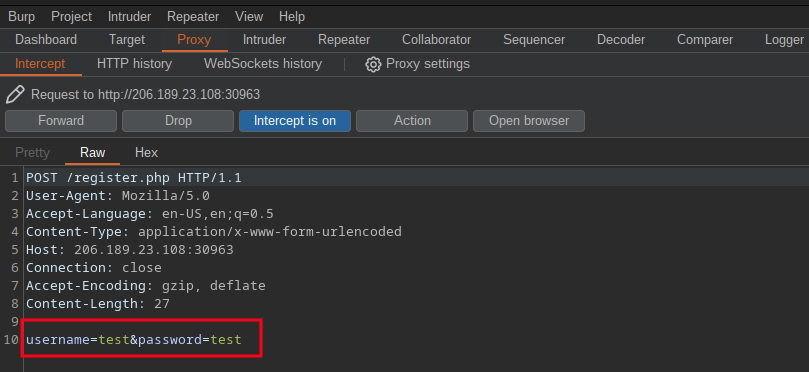 Burp Project Intruder Repeater View Help
Dashboard Target Proxy Intruder Repeater Collaborator Sequencer Decoder Comparer Logger
Intercept HTTP history WebSockets history Proxy settings
Request to http://206.189.23.108:30963
Forward Drop Intercept is on Action Open browser
Pretty Raw Hex
1 POST /register.php HTTP/1.1
2 User-Agent: Mozilla/5.0
3 Accept-Language: en-US,en;q=0.5
4 Content-Type: application/x-www-form-urlencoded
5 Host: 206.189.23.108:30963
6 Connection: close
7 Accept-Encoding: gzip, deflate
8 Content-Length: 27
9
10 username=test&password=test